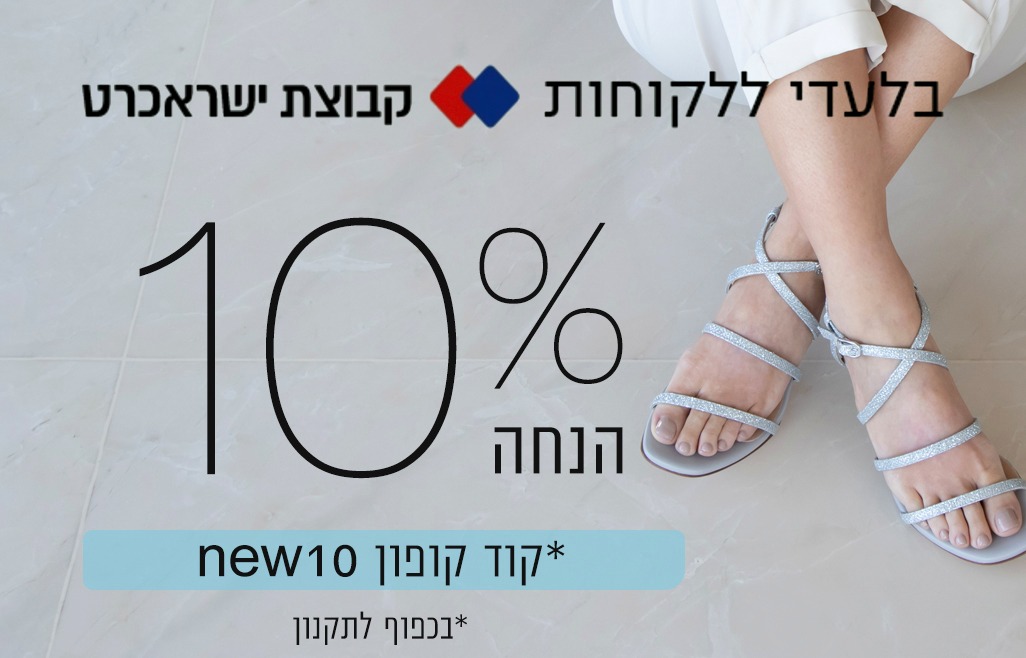 בלעדי ללקוחות קבוצת ישראכרט
10%
הנחה
*קוד קופון new10
*בכפוף לתקנון